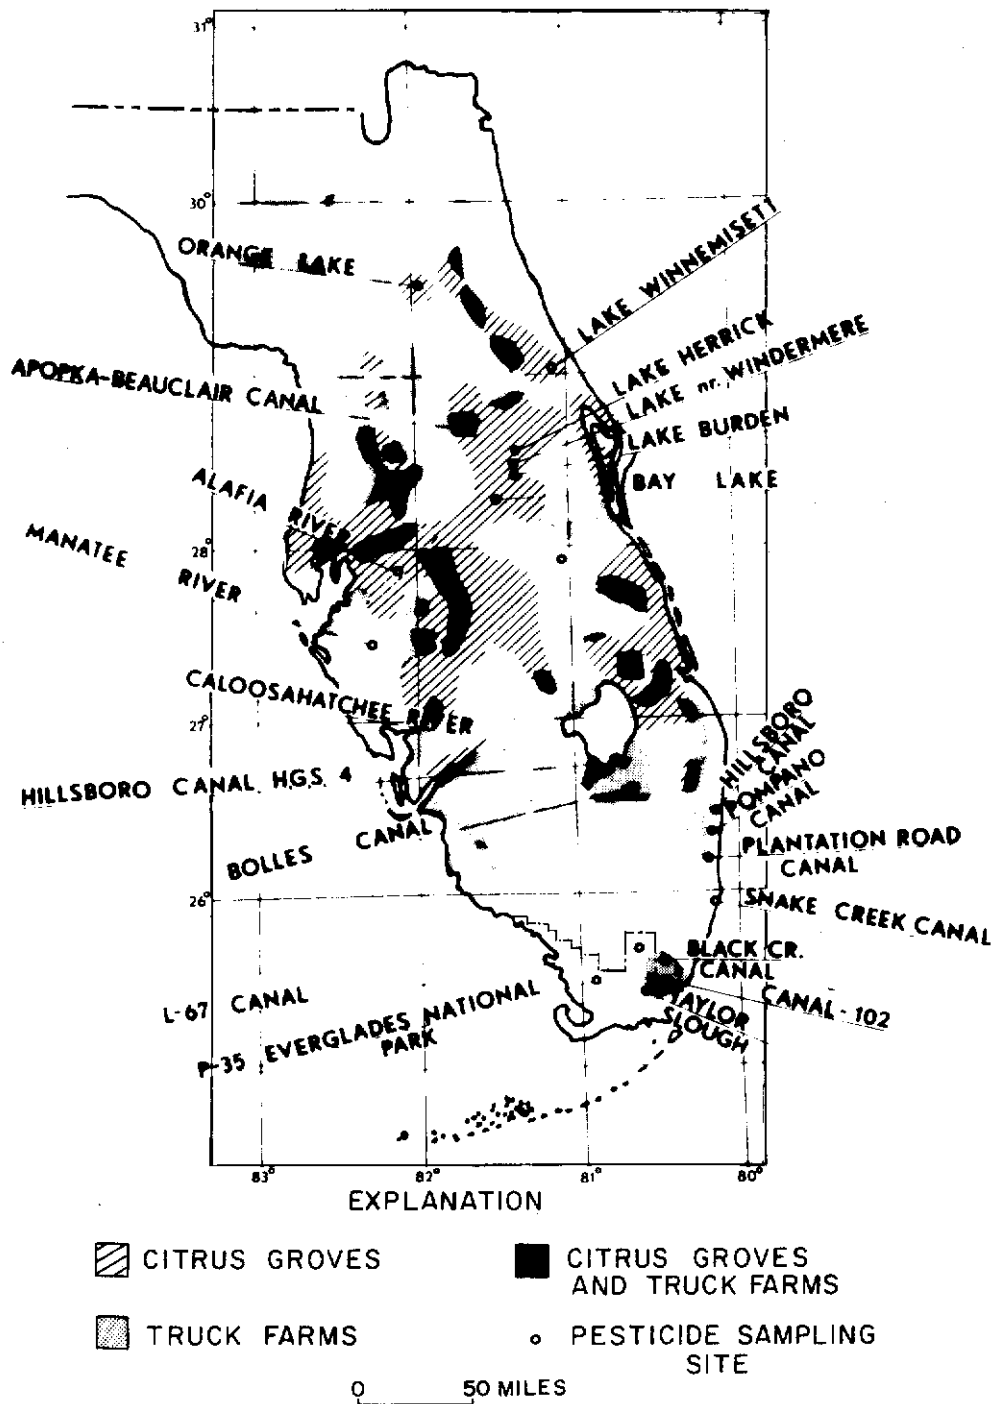 31°
30°
ORANGE LAKE
LAKE WINNEMISETT
LAKE HERRICK
LAKE nr. WINDERMERE
APOPKA-BEAUCLAIR CANAL
LAKE BURDEN
BAY LAKE
ALAFIA RIVER
MANATEE RIVER
28°
CALOOSAHATCHEE RIVER
27°
HILLSBORO
CANAL
POMPANO
CANAL
HILLSBORO CANAL, H.G.S. 4
BOLLES CANAL
PLANTATION ROAD
CANAL
26°
SNAKE CREEK CANAL
BLACK CR.
CANAL
CANAL-102
TAYLOR
SLOUGH
L-67 CANAL
P-35 EVERGLADES NATIONAL
PARK
83° 82° 81° 80°
EXPLANATION
CITRUS GROVES
CITRUS GROVES
AND TRUCK FARMS
TRUCK FARMS
PESTICIDE SAMPLING
SITE
0 50 MILES